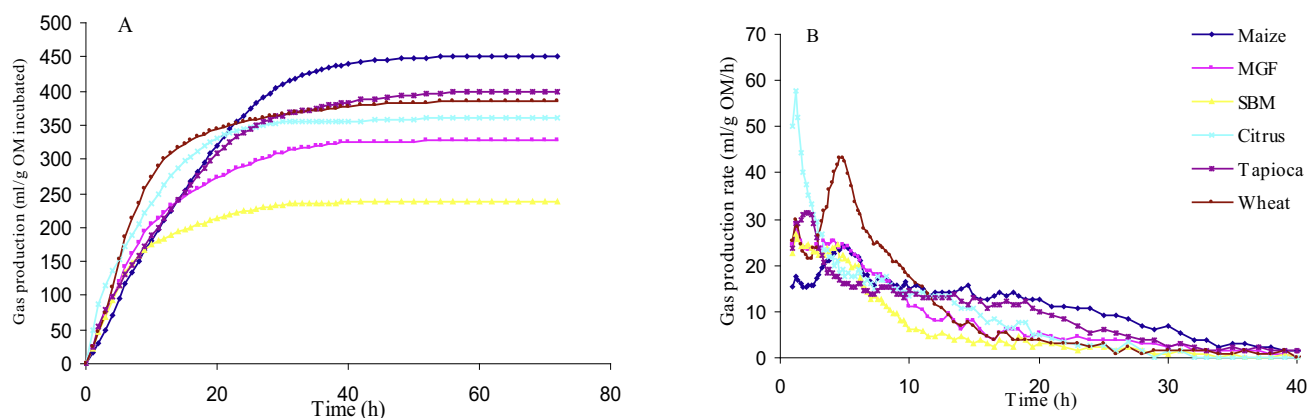 A
Gas production (ml/g OM incubated)
500
450
400
350
300
250
200
150
100
50
0
0 20 40 60 80
Time (h)
B
Gas production rate (ml/g OM/h)
70
60
50
40
30
20
10
0
0 10 20 30 40
Time (h)
Maize
MGF
SBM
Citrus
Tapioca
Wheat